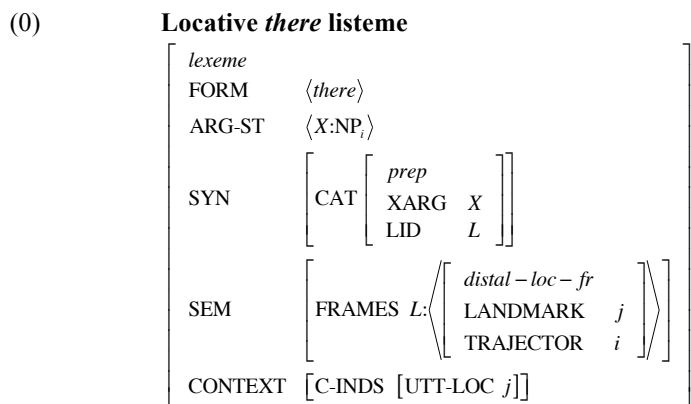 (0) Locative there listeme
lexeme
FORM ⟨there⟩
ARG-ST ⟨X:NPᵢ⟩
prep
SYN [CAT [XARG X
LID L]]
distal – loc – fr
SEM [FRAMES L:⟨[LANDMARK j
TRAJECTOR i]⟩]
CONTEXT [C-INDS [UTT-LOC j]]